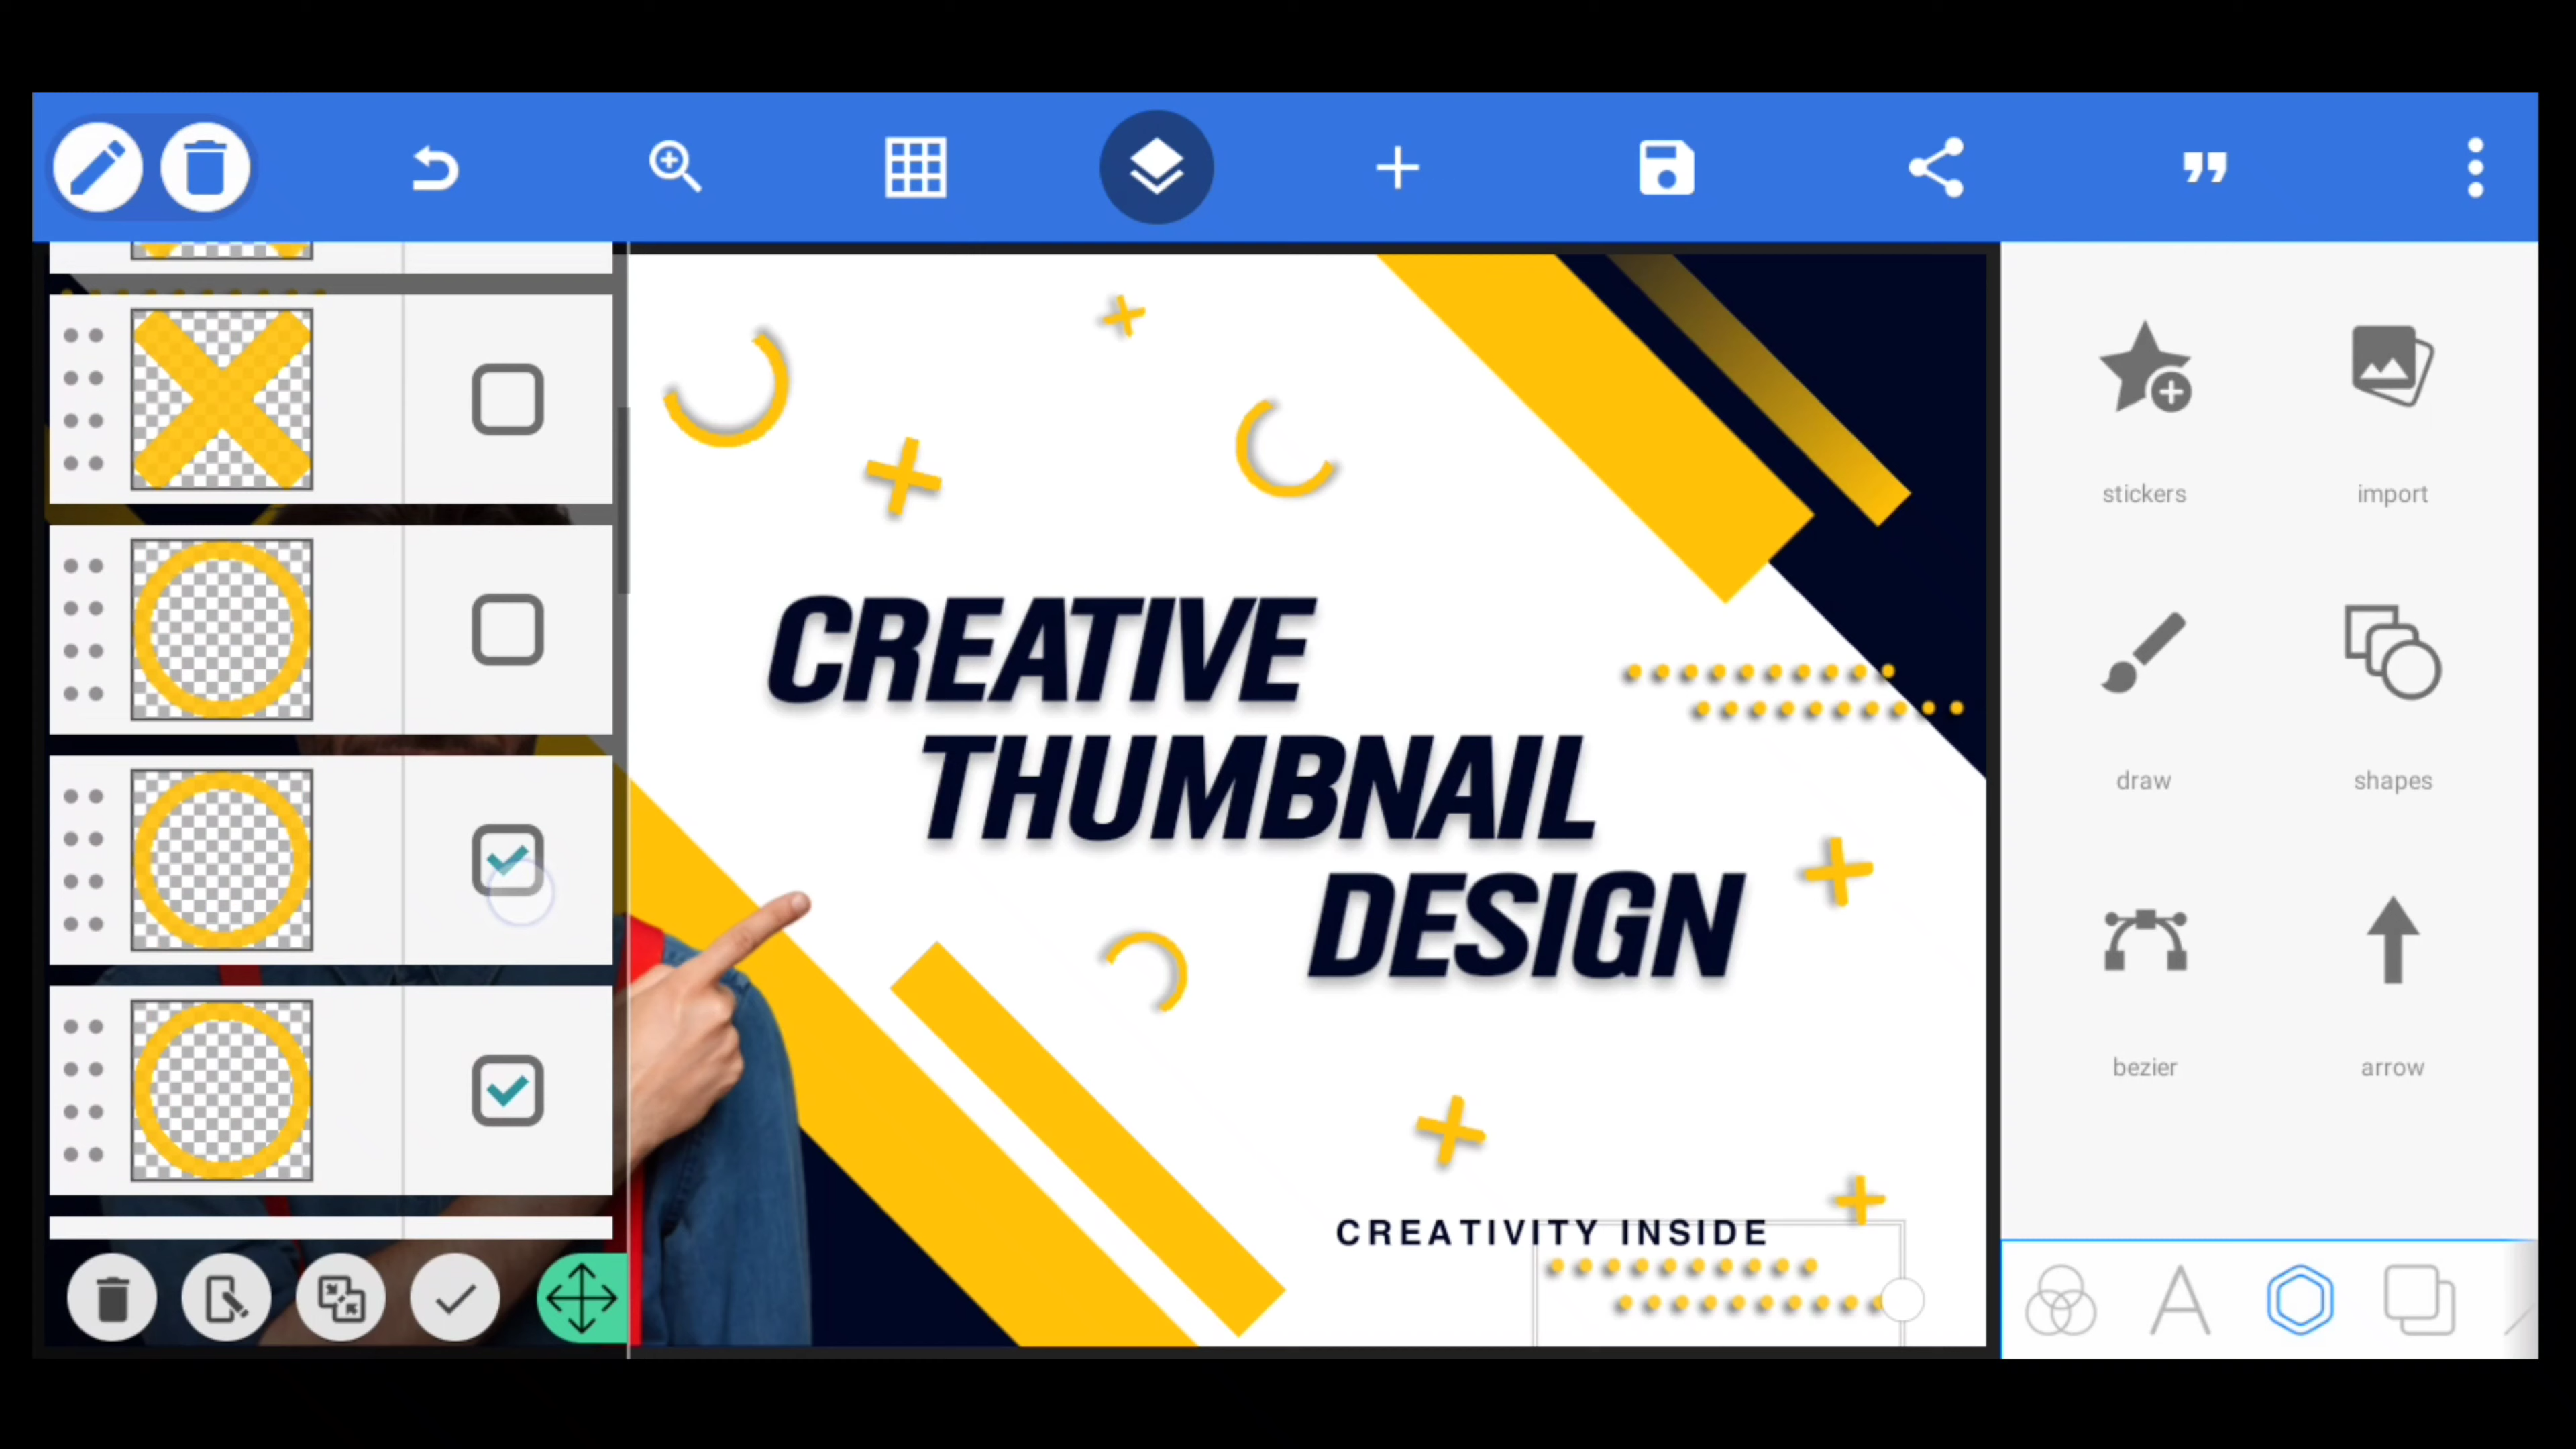 CREATIVE
THUMBNAIL
DESIGN
CREATIVITY INSIDE
stickers
import
draw
shapes
bezier
arrow